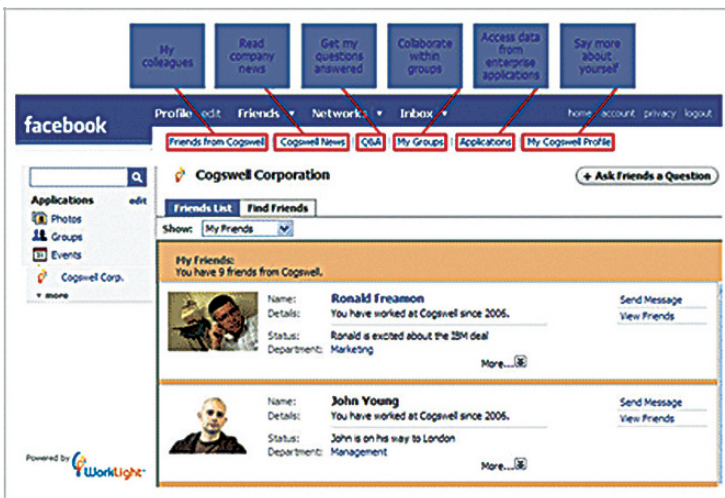 My colleagues
Read company news
Get my questions answered
Collaborate within groups
Access data from enterprise applications
Say more about yourself
facebook
Profile edit Friends Networks Inbox home account privacy logout
Friends from Cogswell | Cogswell News | Q&A | My Groups | Applications | My Cogswell Profile
Cogswell Corporation
+ Ask Friends a Question
Applications edit
Photos
Groups
Events
Cogswell Corp.
more
Friends List Find Friends
Show: My Friends
My Friends:
You have 9 friends from Cogswell.
Name: Ronald Freamon
Details: You have worked at Cogswell since 2006.
Status: Ronald is excited about the IBM deal
Department: Marketing
More...
Send Message
View Friends
Name: John Young
Details: You have worked at Cogswell since 2006.
Status: John is on his way to London
Department: Management
More...
Send Message
View Friends
Powered by WorkLight